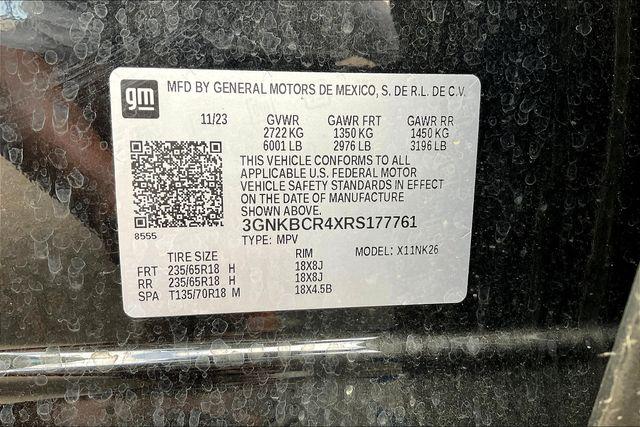 gm MFD BY GENERAL MOTORS DE MEXICO, S. DE R.L. DE C.V.
11/23 GVWR GAWR FRT GAWR RR
2722 KG 1350 KG 1450 KG
6001 LB 2976 LB 3196 LB
THIS VEHICLE CONFORMS TO ALL
APPLICABLE U.S. FEDERAL MOTOR
VEHICLE SAFETY STANDARDS IN EFFECT
ON THE DATE OF MANUFACTURE
SHOWN ABOVE.
3GNKBCR4XRS177761
8555
TYPE: MPV
TIRE SIZE RIM MODEL: X11NK26
FRT 235/65R18 H 18X8J
RR 235/65R18 H 18X8J
SPA T135/70R18 M 18X4.5B